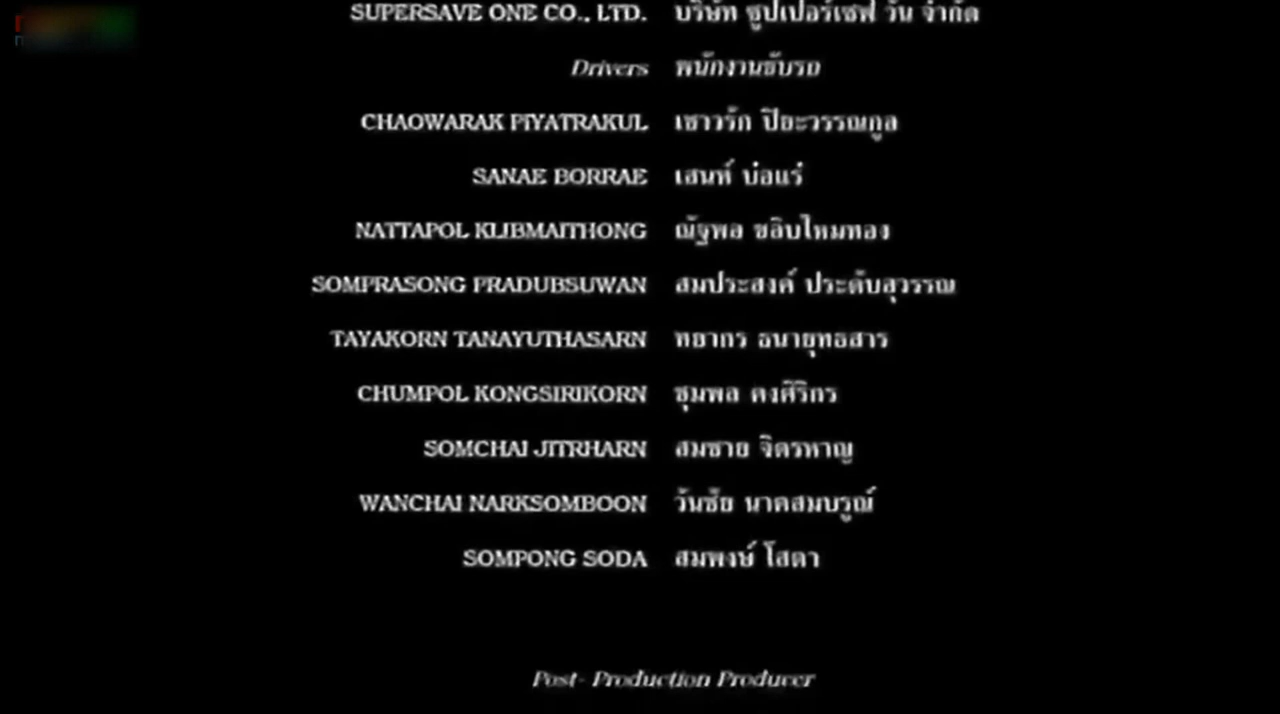 SUPERSAVE ONE CO., LTD. บริษัท ซูปเปอร์เซฟ วัน จำกัด
Drivers พนักงานขับรถ
CHAOWARAK PIYATRAKUL เชาวรัก ปิยะวรรณกูล
SANAE BORRAE เสน่ห์ บ่อแร่
NATTAPOL KLIBMAITHONG ณัฐพล ขลิบไหมทอง
SOMPRASONG PRADUBSUWAN สมประสงค์ ประดับสุวรรณ
TAYAKORN TANAYUTHASARN ทยากร ธนายุทธสาร
CHUMPOL KONGSIRIKORN ชุมพล คงศิริกร
SOMCHAI JITRHARN สมชาย จิตรหาญ
WANCHAI NARKSOMBOON วันชัย นาคสมบรูณ์
SOMPONG SODA สมพงษ์ โสดา
Post- Production Producer